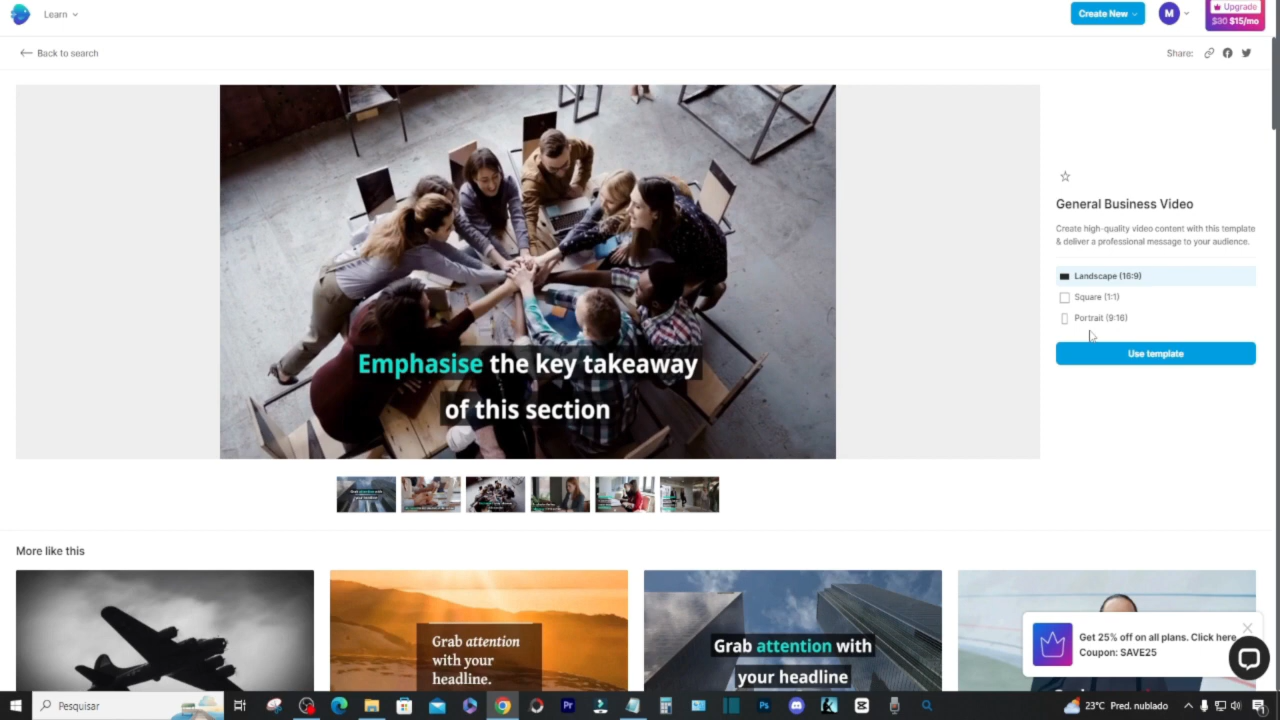 Learn
Create New
M
Upgrade
$30 $15/mo
Back to search
Share:
Emphasise the key takeaway
of this section
General Business Video
Create high-quality video content with this template
& deliver a professional message to your audience.
Landscape (16:9)
Square (1:1)
Portrait (9:16)
Use template
More like this
Grab attention
with your
headline.
Grab attention with
your headline
Get 25% off on all plans. Click here
Coupon: SAVE25
Pesquisar
23°C Pred. nublado